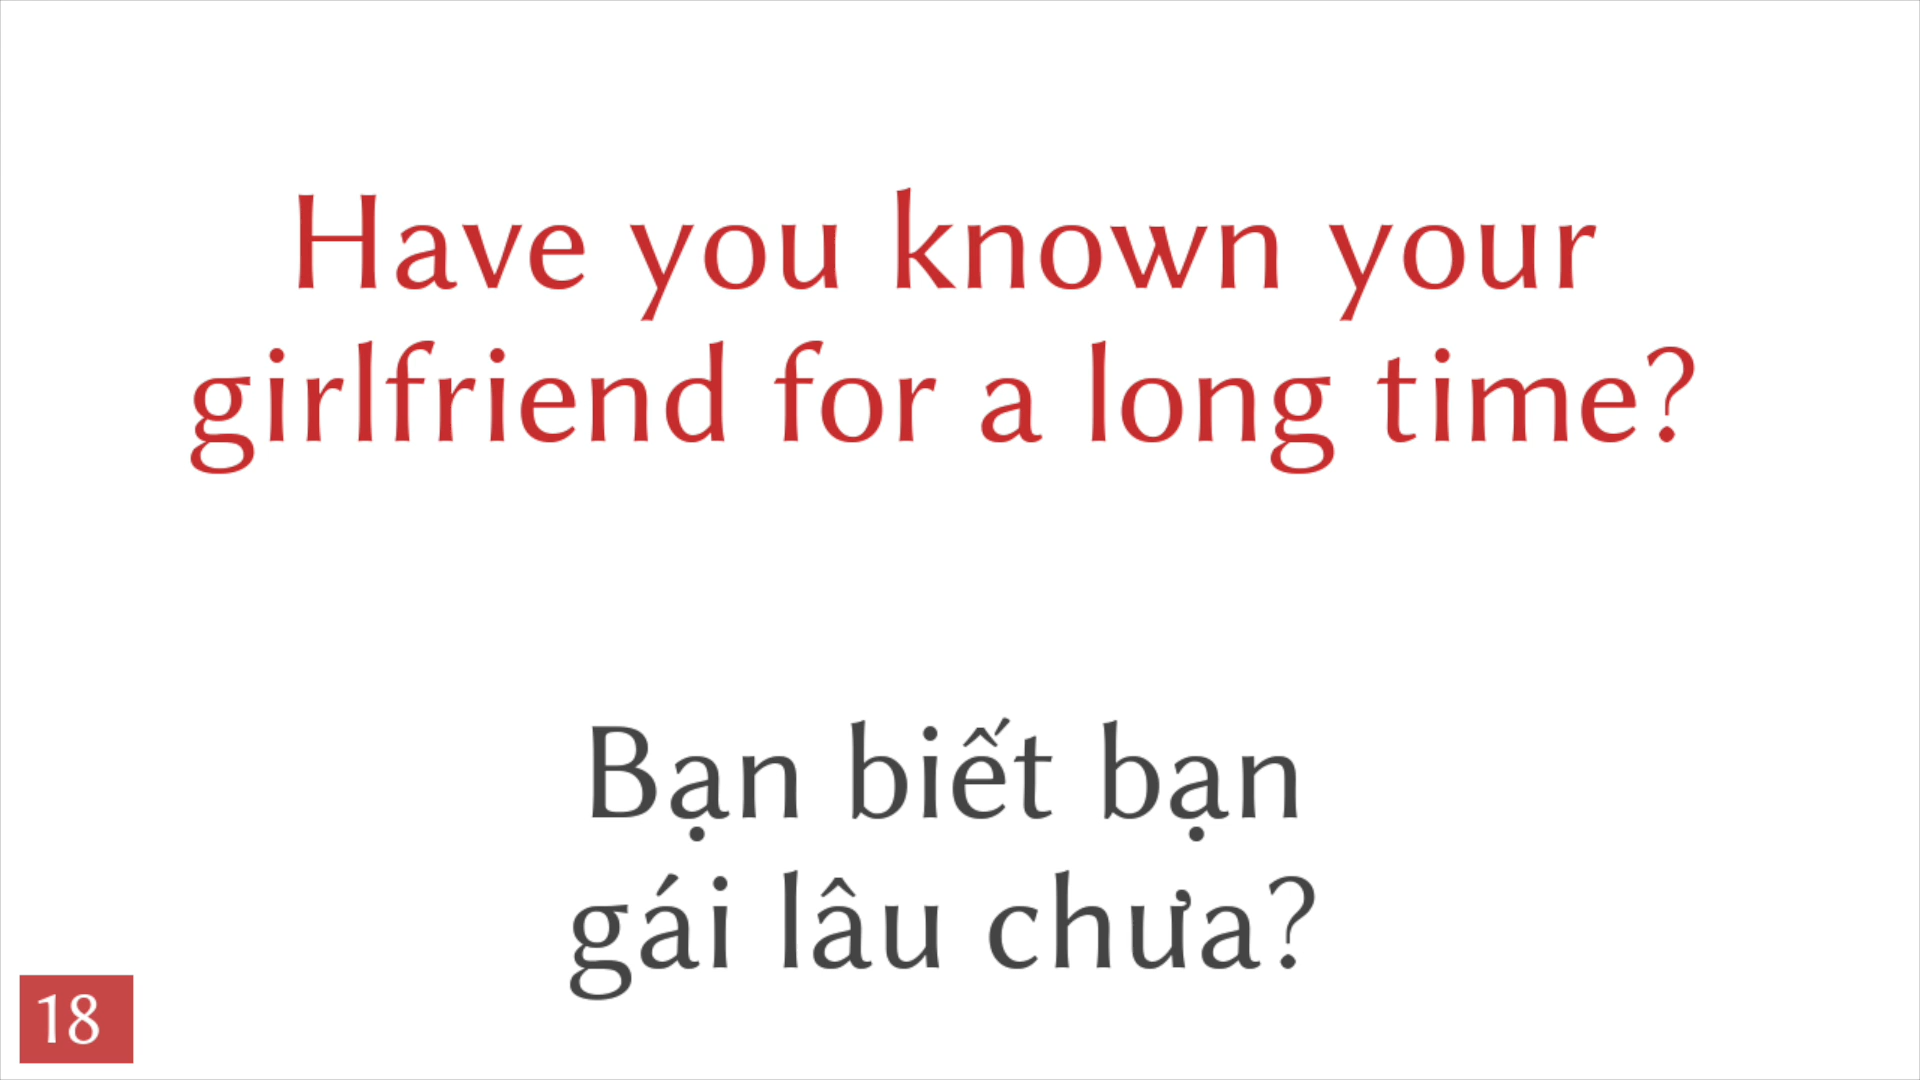 Have you known your
girlfriend for a long time?
Bạn biết bạn
gái lâu chưa?
18